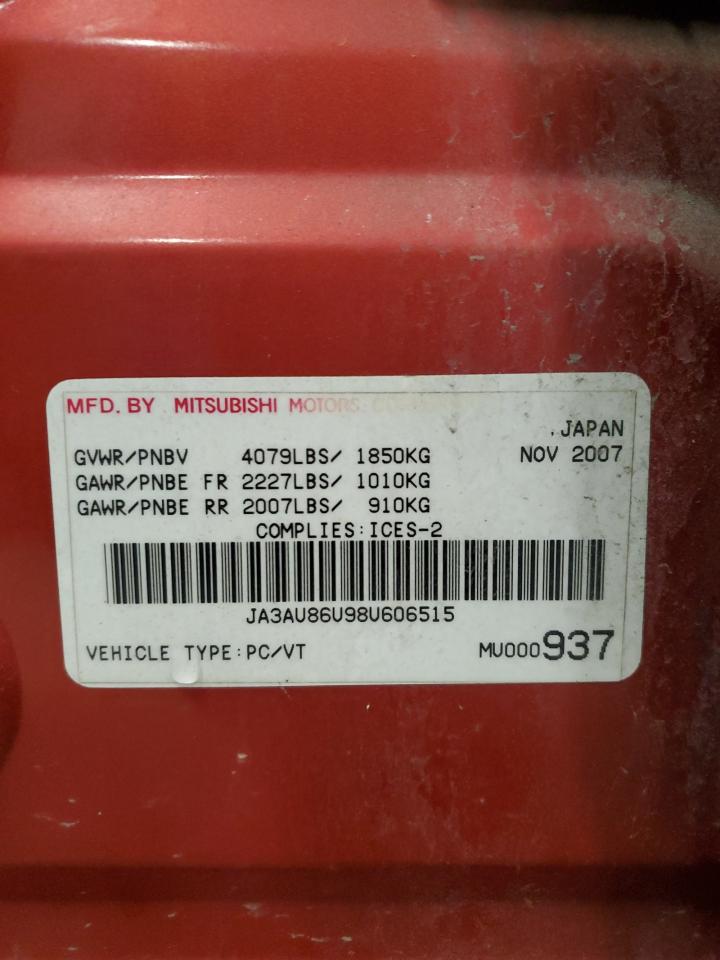 MFD. BY MITSUBISHI MOTORS
JAPAN
GVWR/PNBV 4079LBS/ 1850KG NOV 2007
GAWR/PNBE FR 2227LBS/ 1010KG
GAWR/PNBE RR 2007LBS/ 910KG
COMPLIES:ICES-2
JA3AU86U98U606515
VEHICLE TYPE:PC/VT MU000937